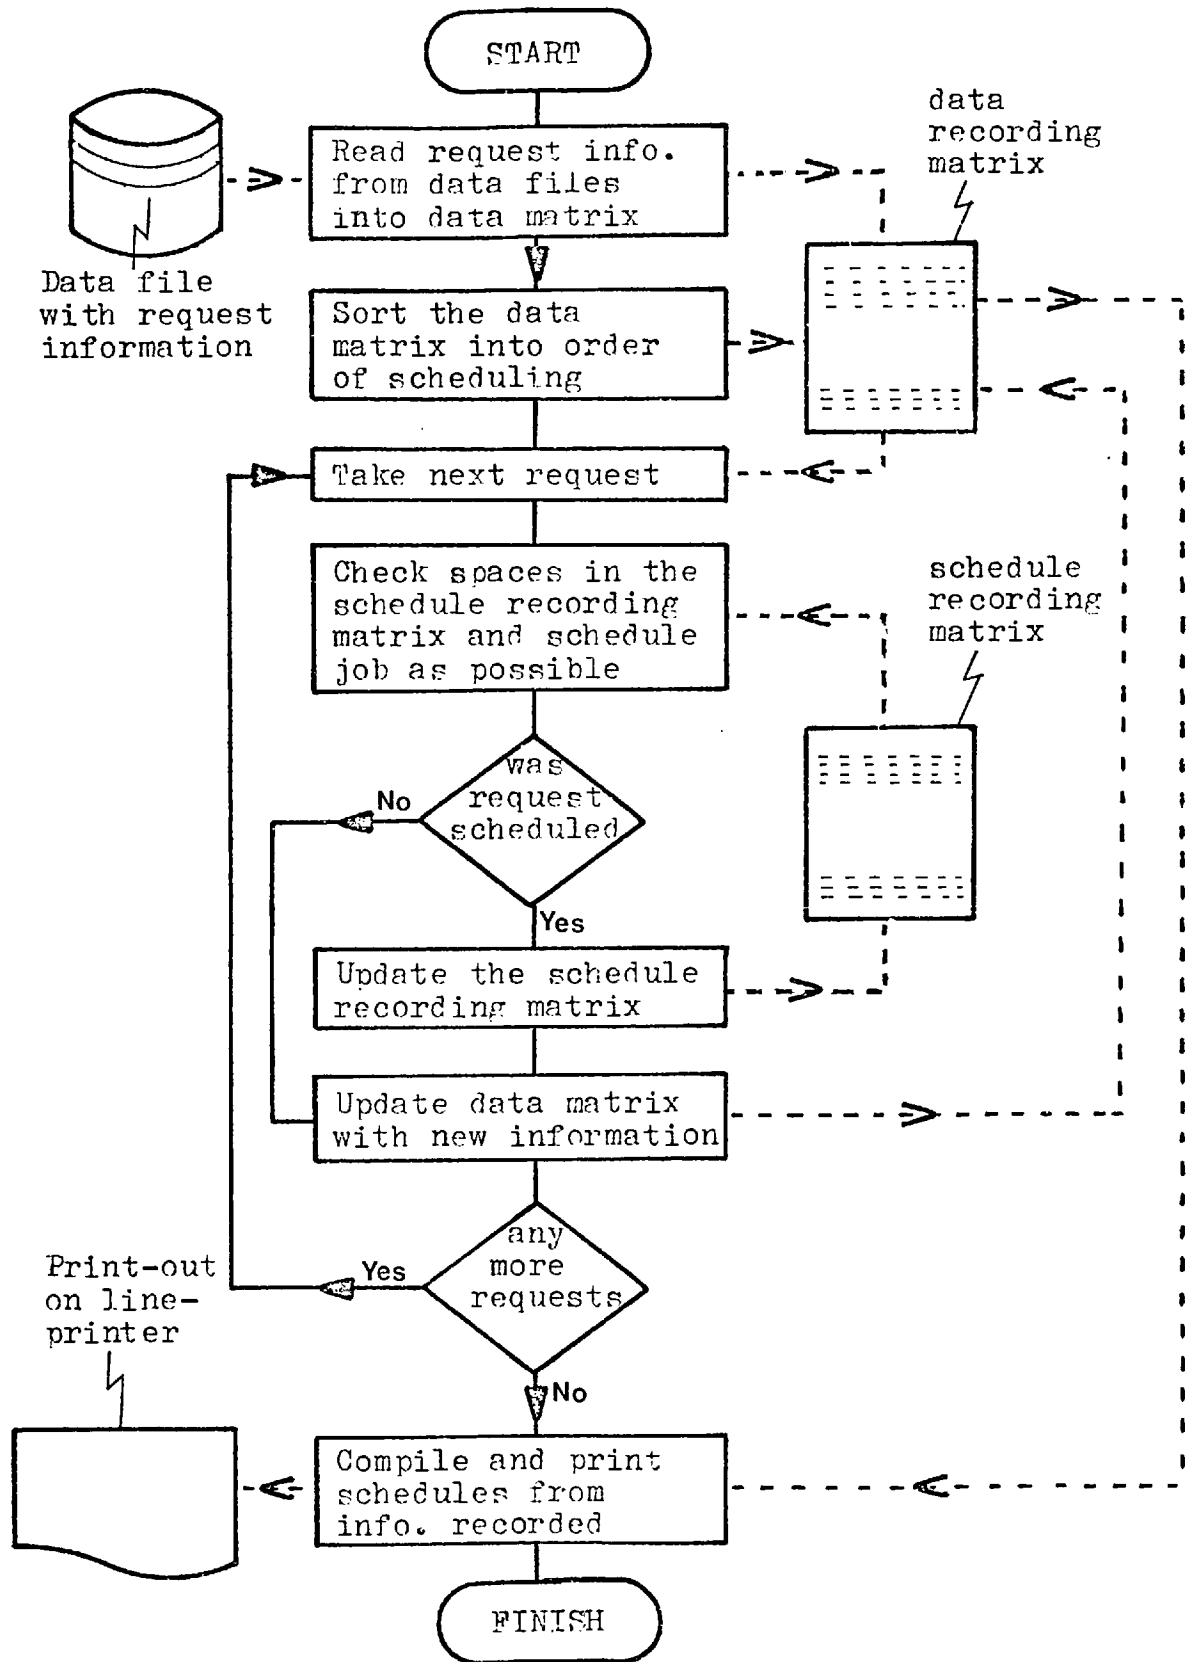 START
data
recording
matrix
Read request info.
from data files
into data matrix
Data file
with request
information
Sort the data
matrix into order
of scheduling
Take next request
Check spaces in the
schedule recording
matrix and schedule
job as possible
schedule
recording
matrix
was
request
scheduled
No
Yes
Update the schedule
recording matrix
Update data matrix
with new information
any
more
requests
Yes
No
Print-out
on line-
printer
Compile and print
schedules from
info. recorded
FINISH